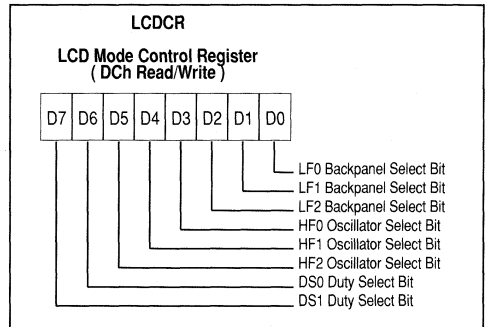 LCDCR
LCD Mode Control Register
( DCh Read/Write )
D7 D6 D5 D4 D3 D2 D1 D0
LF0 Backpanel Select Bit
LF1 Backpanel Select Bit
LF2 Backpanel Select Bit
HF0 Oscillator Select Bit
HF1 Oscillator Select Bit
HF2 Oscillator Select Bit
DS0 Duty Select Bit
DS1 Duty Select Bit